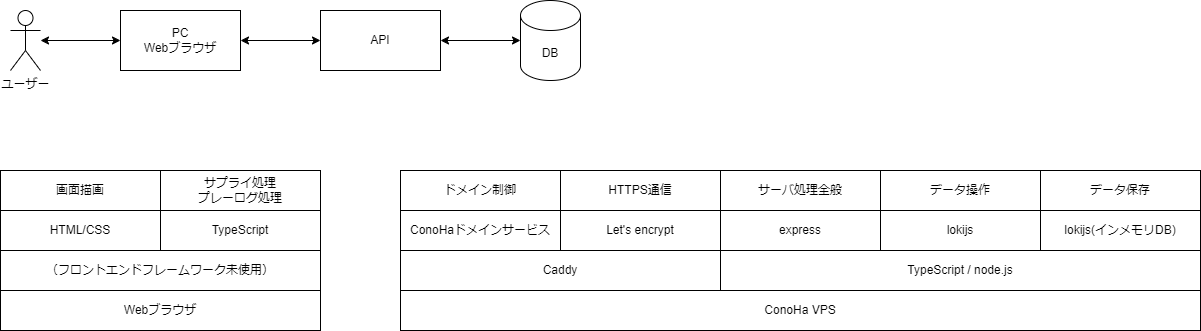 ユーザー
PC
Webブラウザ
API
DB
画面描画
サプライ処理
プレーログ処理
HTML/CSS
TypeScript
（フロントエンドフレームワーク未使用）
Webブラウザ
ドメイン制御
HTTPS通信
サーバ処理全般
データ操作
データ保存
ConoHaドメインサービス
Let's encrypt
express
lokijs
lokijs(インメモリDB)
Caddy
TypeScript / node.js
ConoHa VPS